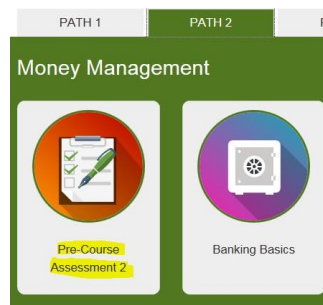 PATH 1
PATH 2
Money Management
Pre-Course
Assessment 2
Banking Basics